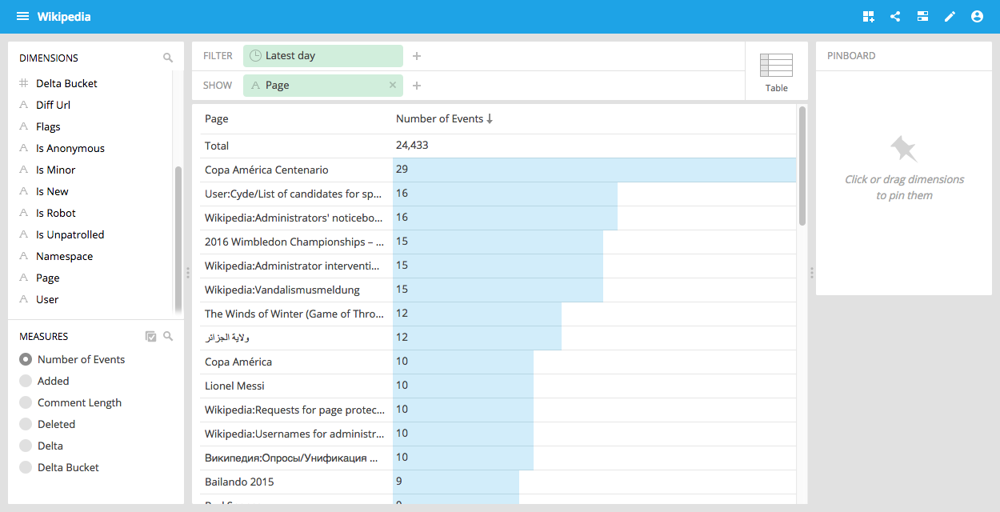 Wikipedia
DIMENSIONS
# Delta Bucket
A Diff Url
A Flags
A Is Anonymous
A Is Minor
A Is New
A Is Robot
A Is Unpatrolled
A Namespace
A Page
A User
MEASURES
Number of Events
Added
Comment Length
Deleted
Delta
Delta Bucket
FILTER Latest day +
SHOW A Page × +
Table
Page Number of Events ↓
Total 24,433
Copa América Centenario 29
User:Cyde/List of candidates for sp... 16
Wikipedia:Administrators' noticebo... 16
2016 Wimbledon Championships – ... 15
Wikipedia:Administrator interventi... 15
Wikipedia:Vandalismusmeldung 15
The Winds of Winter (Game of Thro... 12
ولاية الجزائر 12
Copa América 10
Lionel Messi 10
Wikipedia:Requests for page protec... 10
Wikipedia:Usernames for administr... 10
Википедия:Опросы/Унификация ... 10
Bailando 2015 9
PINBOARD
Click or drag dimensions
to pin them